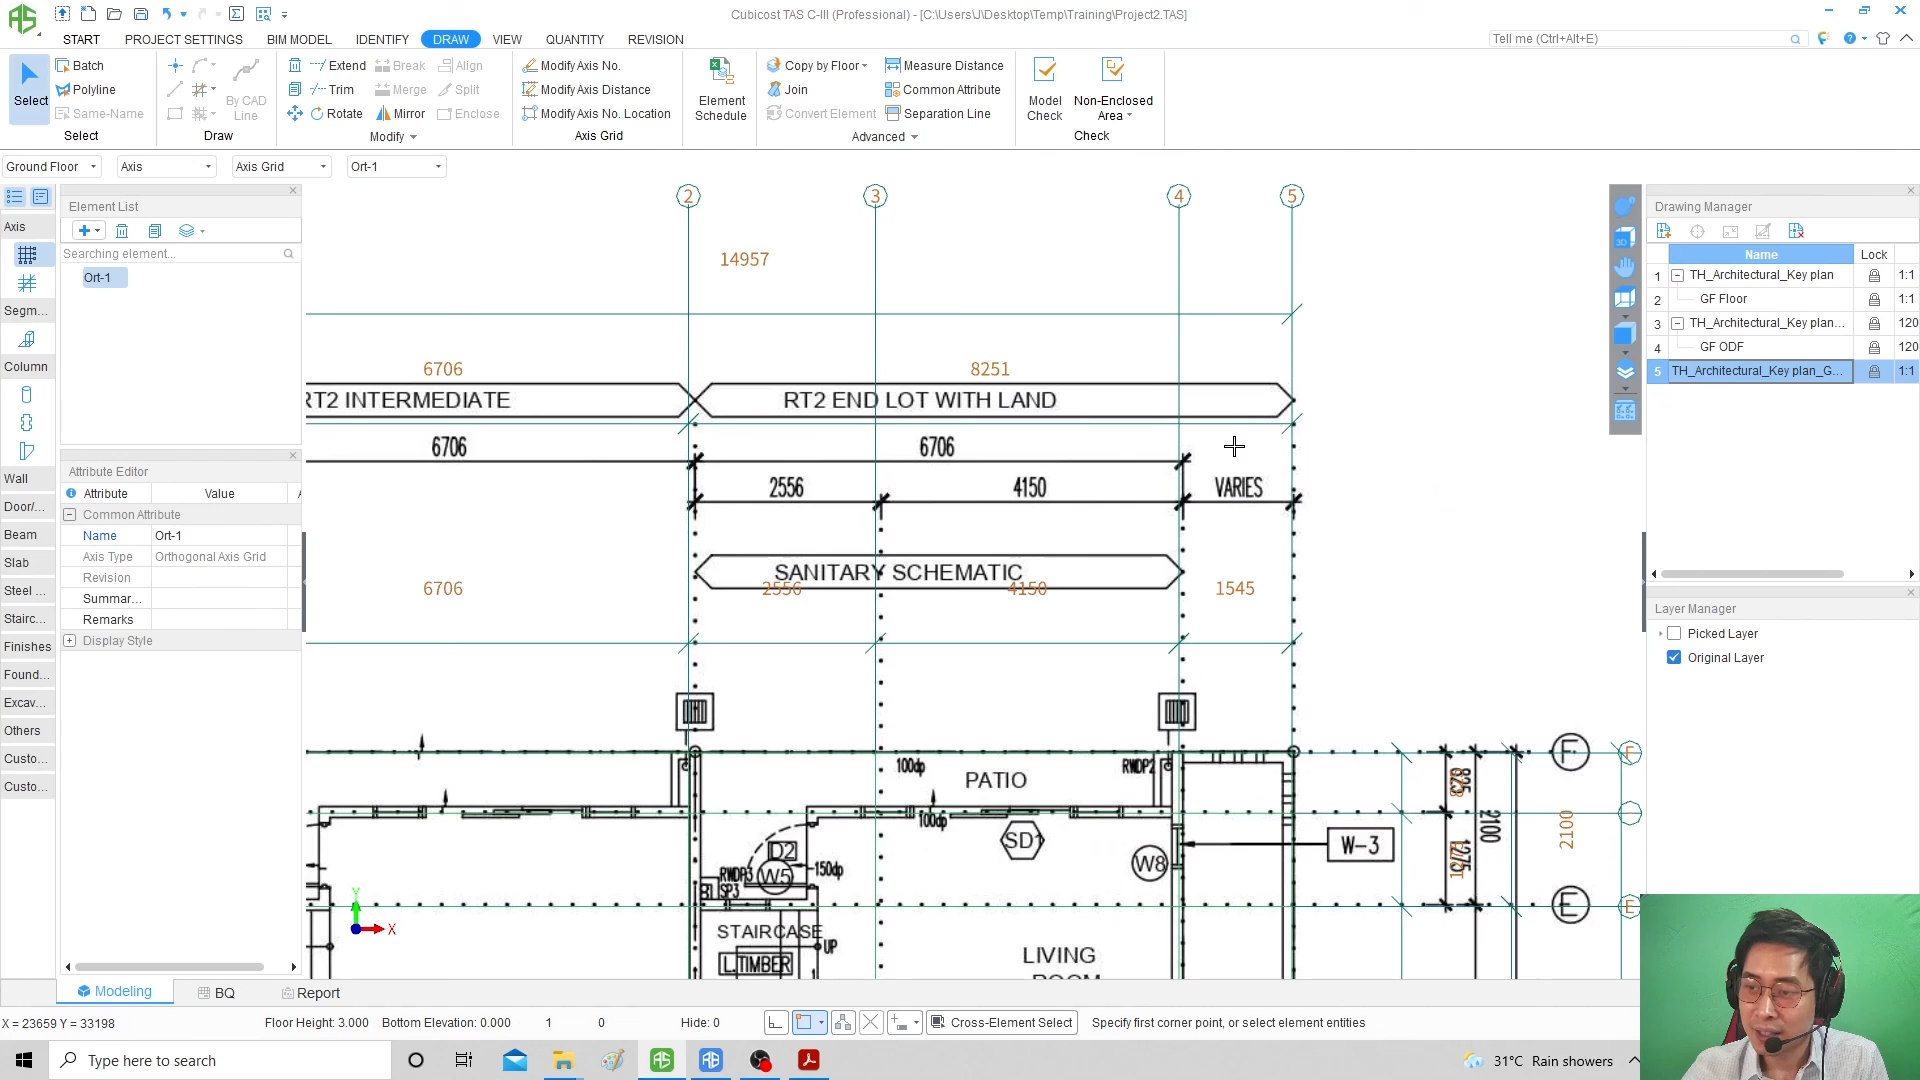 Cubicost TAS C-III (Professional) - [C:\Users\J\Desktop\Temp\Training\Project2.TAS]
START PROJECT SETTINGS BIM MODEL IDENTIFY DRAW VIEW QUANTITY REVISION
Tell me (Ctrl+Alt+E)
Select
Batch
Polyline
Same-Name
Select
By CAD Line
Draw
Extend Break Align
Trim Merge Split
Rotate Mirror Enclose
Modify
Modify Axis No.
Modify Axis Distance
Modify Axis No. Location
Axis Grid
Element Schedule
Copy by Floor Measure Distance
Join Common Attribute
Convert Element Separation Line
Advanced
Model Check
Non-Enclosed Area
Check
Ground Floor Axis Axis Grid Ort-1
Axis
Segm...
Column
Wall
Door/...
Beam
Slab
Steel ...
Stairc...
Finishes
Found...
Excav...
Others
Custo...
Custo...
Element List
Searching element...
Ort-1
Attribute Editor
Attribute Value
Common Attribute
Name Ort-1
Axis Type Orthogonal Axis Grid
Revision
Summar...
Remarks
Display Style
2 3 4 5
14957
6706 8251
RT2 INTERMEDIATE RT2 END LOT WITH LAND
6706 6706
2556 4150 VARIES
SANITARY SCHEMATIC
6706 2556 4150 1545
F F
100dp PATIO RWDP2
825
100dp
2100 2100
SD1
W-3
D2
W5 150dp W8
1275
RWDP3
SP3
E E
STAIRCASE
UP
L.TIMBER
LIVING
ROOM
Y
X
3D
Drawing Manager
Name Lock
1 TH_Architectural_Key plan 1:1
2 GF Floor 1:1
3 TH_Architectural_Key plan... 120
4 GF ODF 120
5 TH_Architectural_Key plan_G... 1:1
Layer Manager
Picked Layer
Original Layer
Modeling BQ Report
X = 23659 Y = 33198 Floor Height: 3.000 Bottom Elevation: 0.000 1 0 Hide: 0 Cross-Element Select Specify first corner point, or select element entities
Type here to search
31°C Rain showers